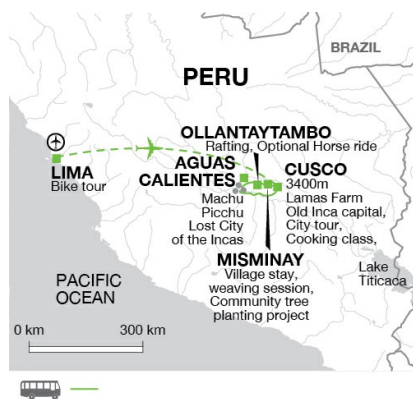 BRAZIL
PERU
OLLANTAYTAMBO
Rafting, Optional Horse ride
LIMA
Bike tour
AGUAS
CALIENTES
Machu
Picchu
Lost City
of the Incas
CUSCO
3400m
Lamas Farm
Old Inca capital,
City tour,
Cooking class,
MISMINAY
Village stay,
weaving session,
Community tree
planting project
Lake
Titicaca
PACIFIC
OCEAN
0 km 300 km